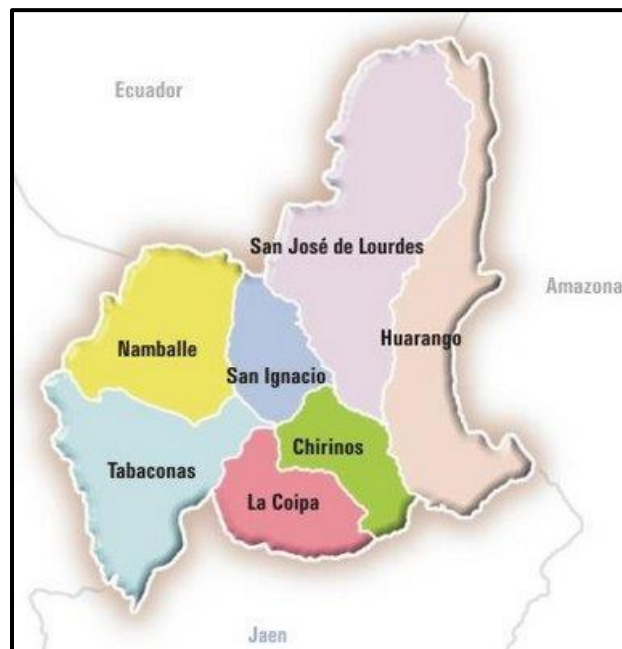 Ecuador
San José de Lourdes
Amazona
Huarango
Namballe
San Ignacio
Chirinos
Tabaconas
La Coipa
Jaen